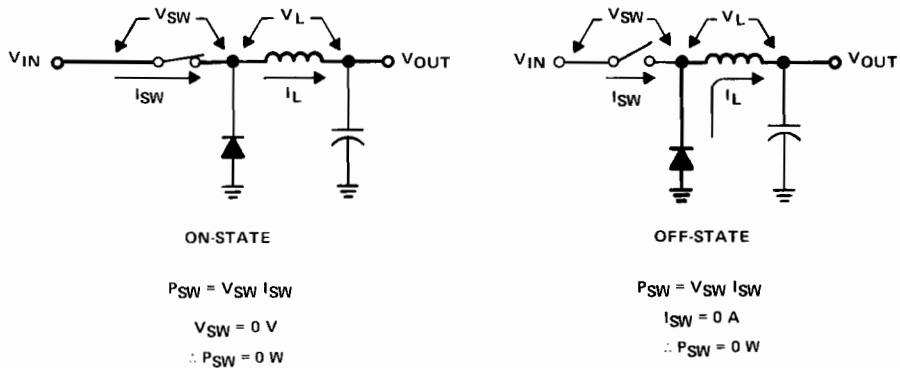 VSW VL
VIN VOUT
ISW IL
ON-STATE
PSW = VSW ISW
VSW = 0 V
∴ PSW = 0 W
VSW VL
VIN VOUT
ISW IL
OFF-STATE
PSW = VSW ISW
ISW = 0 A
∴ PSW = 0 W